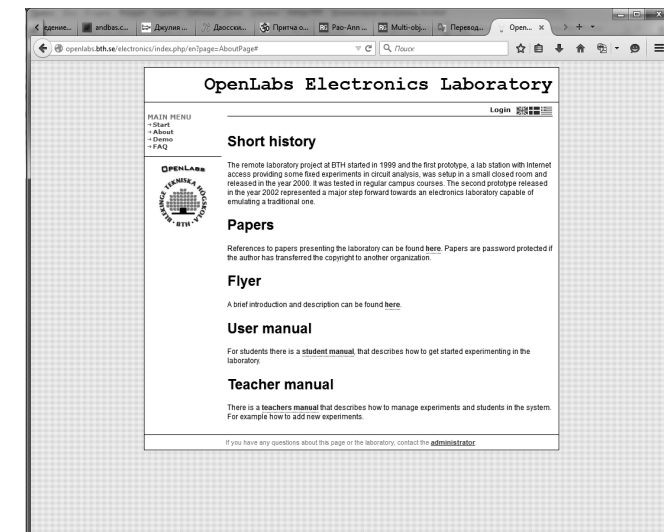 едение...
andbas.c...
Джулия ...
Даосски...
Притча о...
Pao-Ann ...
Multi-obj...
Перевод...
Open...
openlabs.bth.se/electronics/index.php/en?page=AboutPage#
Поиск
OpenLabs Electronics Laboratory
Login
MAIN MENU
Start
About
Demo
FAQ
OPENLABS
BLEKINGE TEKNISKA HÖGSKOLA
BTH
Short history
The remote laboratory project at BTH started in 1999 and the first prototype, a lab station with internet
access providing some fixed experiments in circuit analysis, was setup in a small closed room and
released in the year 2000. It was tested in regular campus courses. The second prototype released
in the year 2002 represented a major step forward towards an electronics laboratory capable of
emulating a traditional one.
Papers
References to papers presenting the laboratory can be found here. Papers are password protected if
the author has transferred the copyright to another organization.
Flyer
A brief introduction and description can be found here.
User manual
For students there is a student manual, that describes how to get started experimenting in the
laboratory.
Teacher manual
There is a teachers manual that describes how to manage experiments and students in the system.
For example how to add new experiments.
If you have any questions about this page or the laboratory, contact the administrator